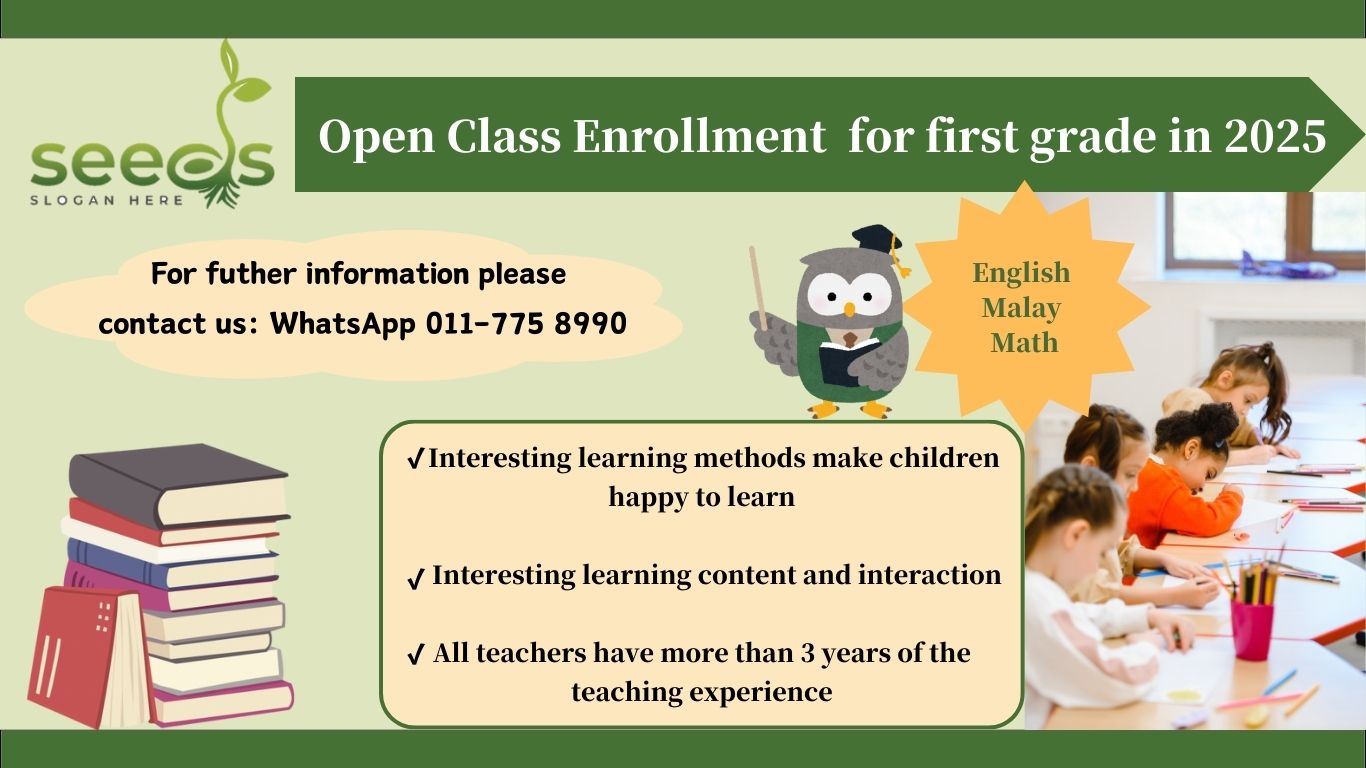 seeds
SLOGAN HERE
Open Class Enrollment for first grade in 2025
For futher information please
contact us: WhatsApp 011-775 8990
English
Malay
Math
✓Interesting learning methods make children
happy to learn
✓ Interesting learning content and interaction
✓ All teachers have more than 3 years of the
teaching experience